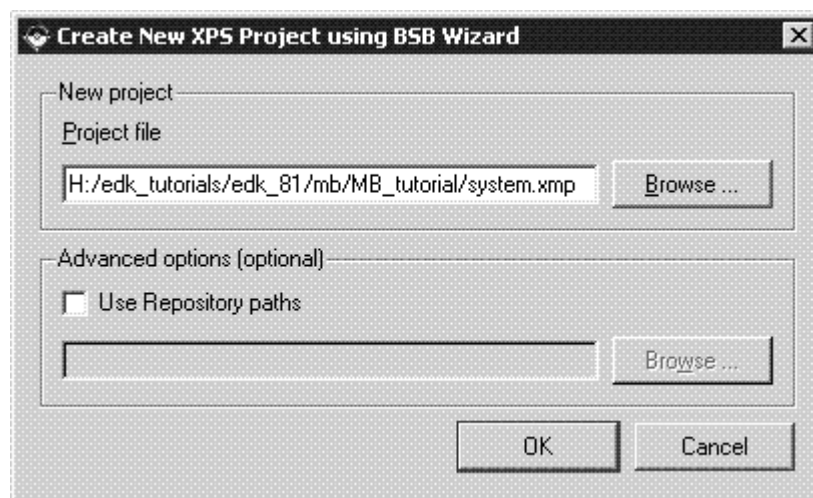 Create New XPS Project using BSB Wizard
New project
Project file
H:/edk_tutorials/edk_81/mb/MB_tutorial/system.xmp
Browse ...
Advanced options (optional)
Use Repository paths
Browse ...
OK
Cancel